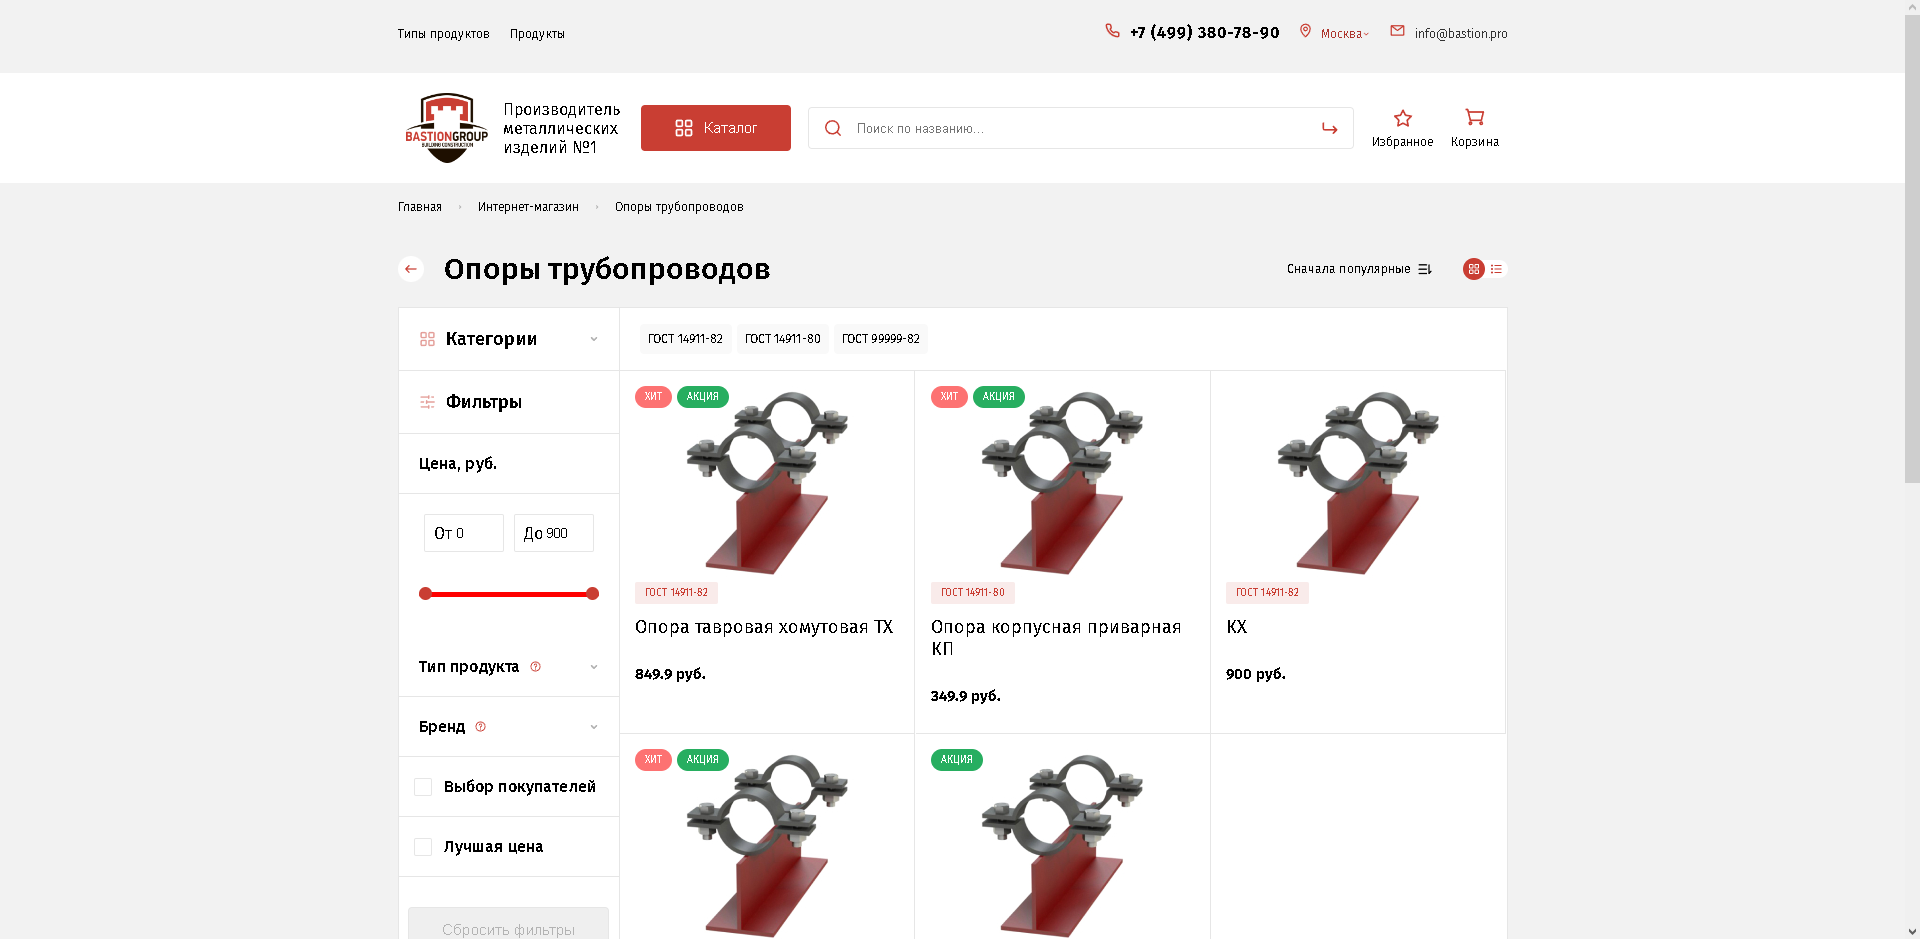 Типы продуктов
Продукты
+7 (499) 380-78-90
Москва
info@bastion.pro
BASTIONGROUP
BUILDING CONSTRUCTION
Производитель
металлических
изделий №1
Каталог
Поиск по названию...
Избранное
Корзина
Главная
Интернет-магазин
Опоры трубопроводов
Опоры трубопроводов
Сначала популярные
Категории
ГОСТ 14911-82
ГОСТ 14911-80
ГОСТ 99999-82
Фильтры
Цена, руб.
От 0
До 900
Тип продукта
Бренд
Выбор покупателей
Лучшая цена
Сбросить фильтры
ХИТ
АКЦИЯ
ГОСТ 14911-82
Опора тавровая хомутовая ТХ
849.9 руб.
ХИТ
АКЦИЯ
ГОСТ 14911-80
Опора корпусная приварная
КП
349.9 руб.
ГОСТ 14911-82
КХ
900 руб.
ХИТ
АКЦИЯ
АКЦИЯ